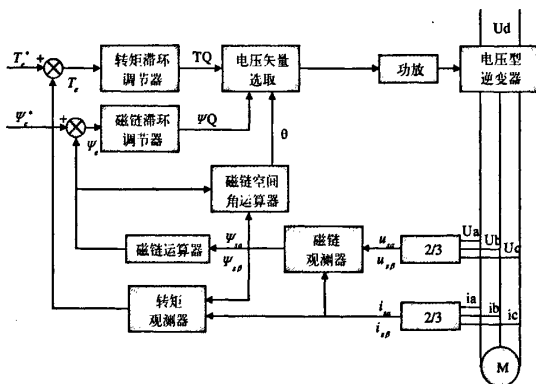 Ud
T_e* + T_e
转矩滞环
调节器
TQ
电压矢量
选取
功放
电压型
逆变器
Ψ_e* + Ψ_e
磁链滞环
调节器
ΨQ
θ
磁链空间
角运算器
磁链运算器
Ψ_sα
Ψ_sβ
磁链
观测器
u_sα
u_sβ
2/3
Ua
Ub
Uc
转矩
观测器
i_sα
i_sβ
2/3
ia
ib
ic
M